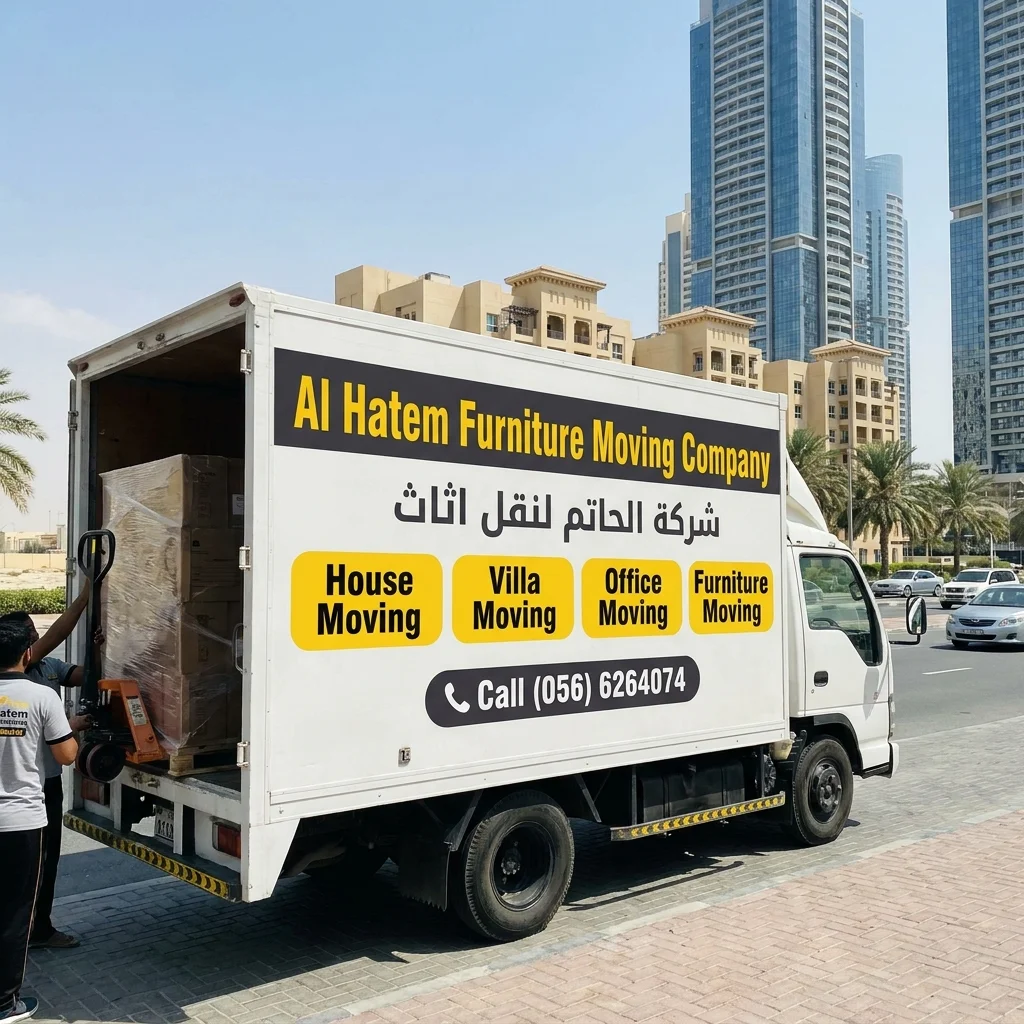 Al Hatem Furniture Moving Company
شركة الحاتم لنقل اثاث
House
Moving
Villa
Moving
Office
Moving
Furniture
Moving
Call (056) 6264074
atem